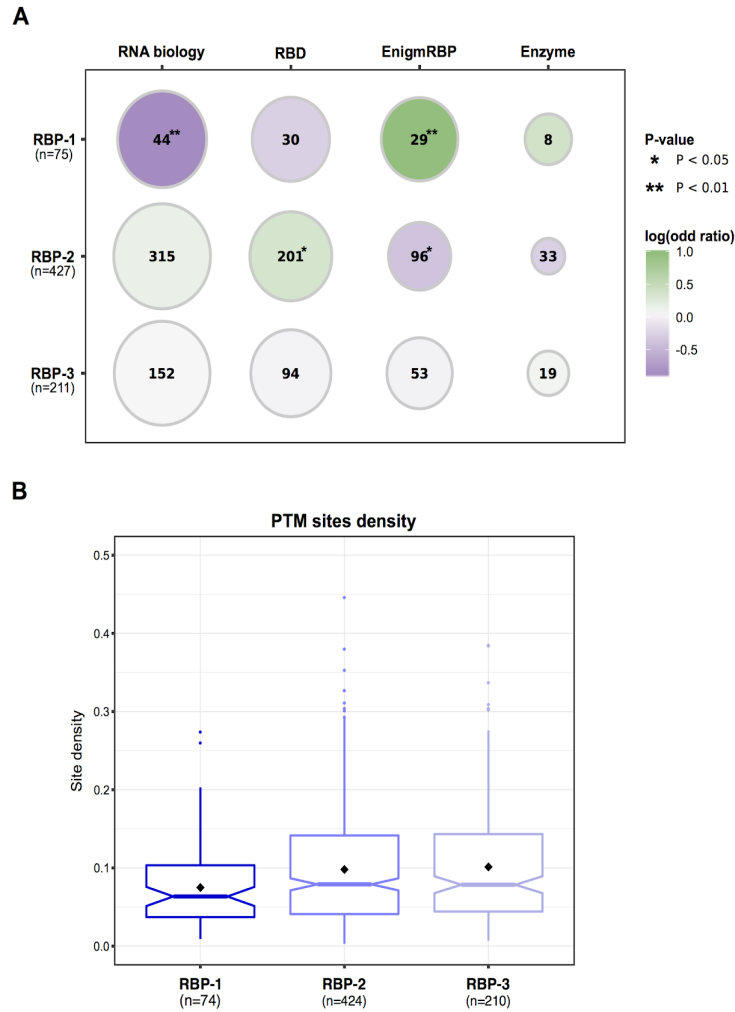 A
RNA biology RBD EnigmRBP Enzyme
RBP-1
(n=75)
44** 30 29** 8
RBP-2
(n=427)
315 201* 96* 33
RBP-3
(n=211)
152 94 53 19
P-value
* P < 0.05
** P < 0.01
log(odd ratio)
1.0
0.5
0.0
-0.5
B
PTM sites density
Site density
0.5
0.4
0.3
0.2
0.1
0.0
RBP-1 RBP-2 RBP-3
(n=74) (n=424) (n=210)